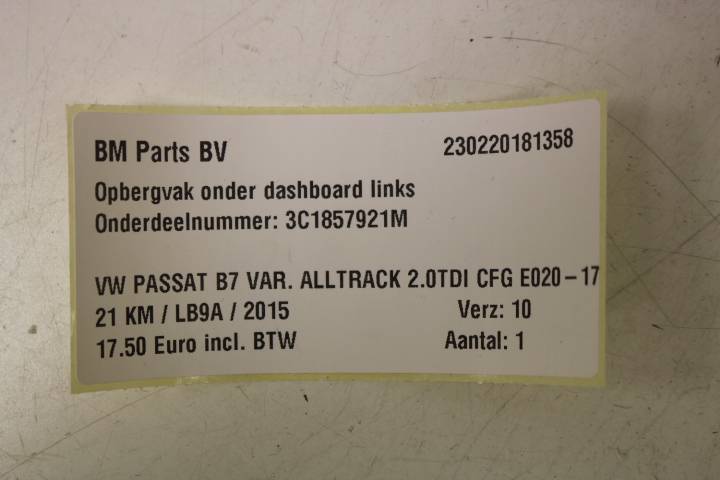 BM Parts BV 230220181358
Opbergvak onder dashboard links
Onderdeelnummer: 3C1857921M
VW PASSAT B7 VAR. ALLTRACK 2.0TDI CFG E020-17
21 KM / LB9A / 2015 Verz: 10
17.50 Euro incl. BTW Aantal: 1